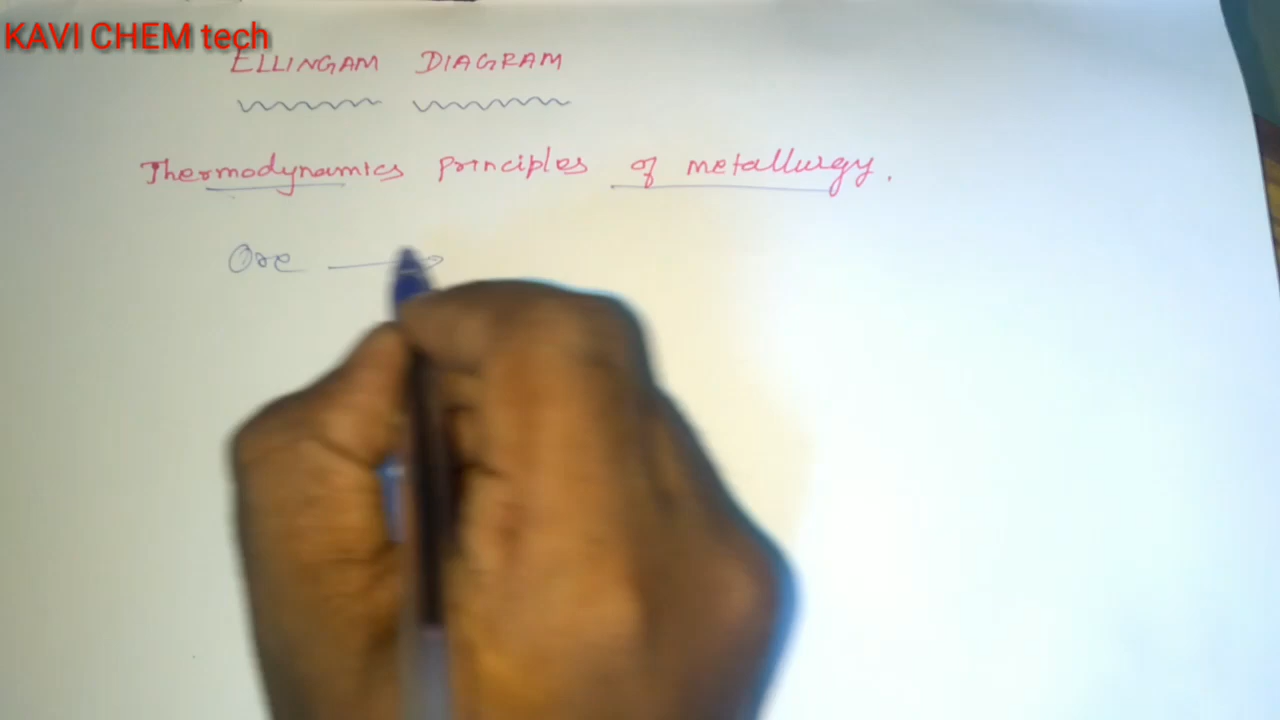 KAVI CHEM tech
ELLINGAM DIAGRAM
Thermodynamics principles of metallurgy.
Ore →